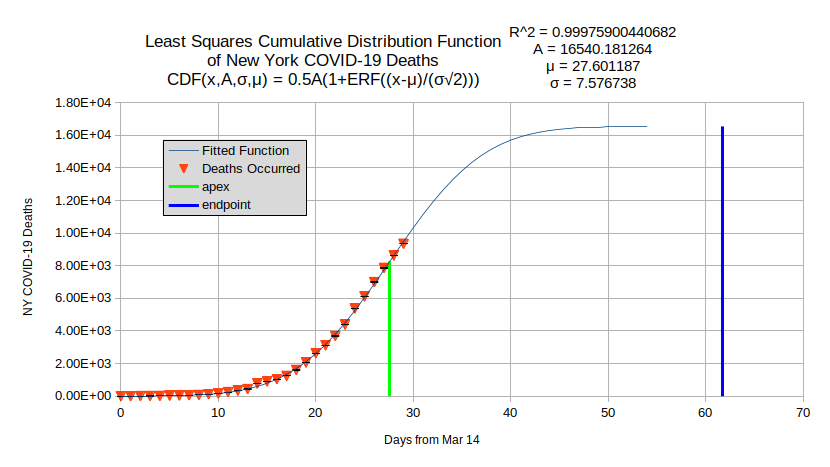 Least Squares Cumulative Distribution Function
of New York COVID-19 Deaths
CDF(x,A,σ,μ) = 0.5A(1+ERF((x-μ)/(σ√2)))
R^2 = 0.99975900440682
A = 16540.181264
μ = 27.601187
σ = 7.576738
1.80E+04
1.60E+04
1.40E+04
1.20E+04
1.00E+04
8.00E+03
6.00E+03
4.00E+03
2.00E+03
0.00E+00
NY COVID-19 Deaths
Fitted Function
Deaths Occurred
apex
endpoint
0 10 20 30 40 50 60 70
Days from Mar 14